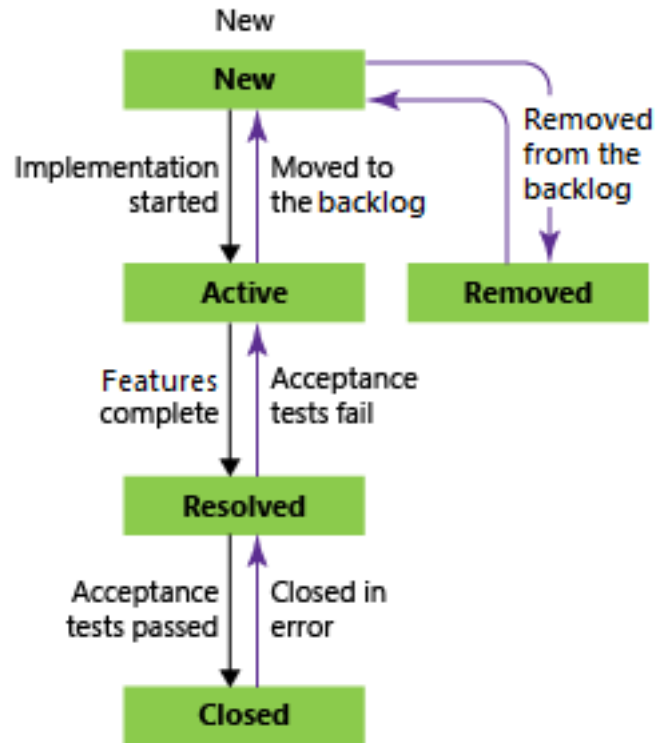 New
New
Removed
from the
backlog
Implementation
started
Moved to
the backlog
Active
Removed
Features
complete
Acceptance
tests fail
Resolved
Acceptance
tests passed
Closed in
error
Closed